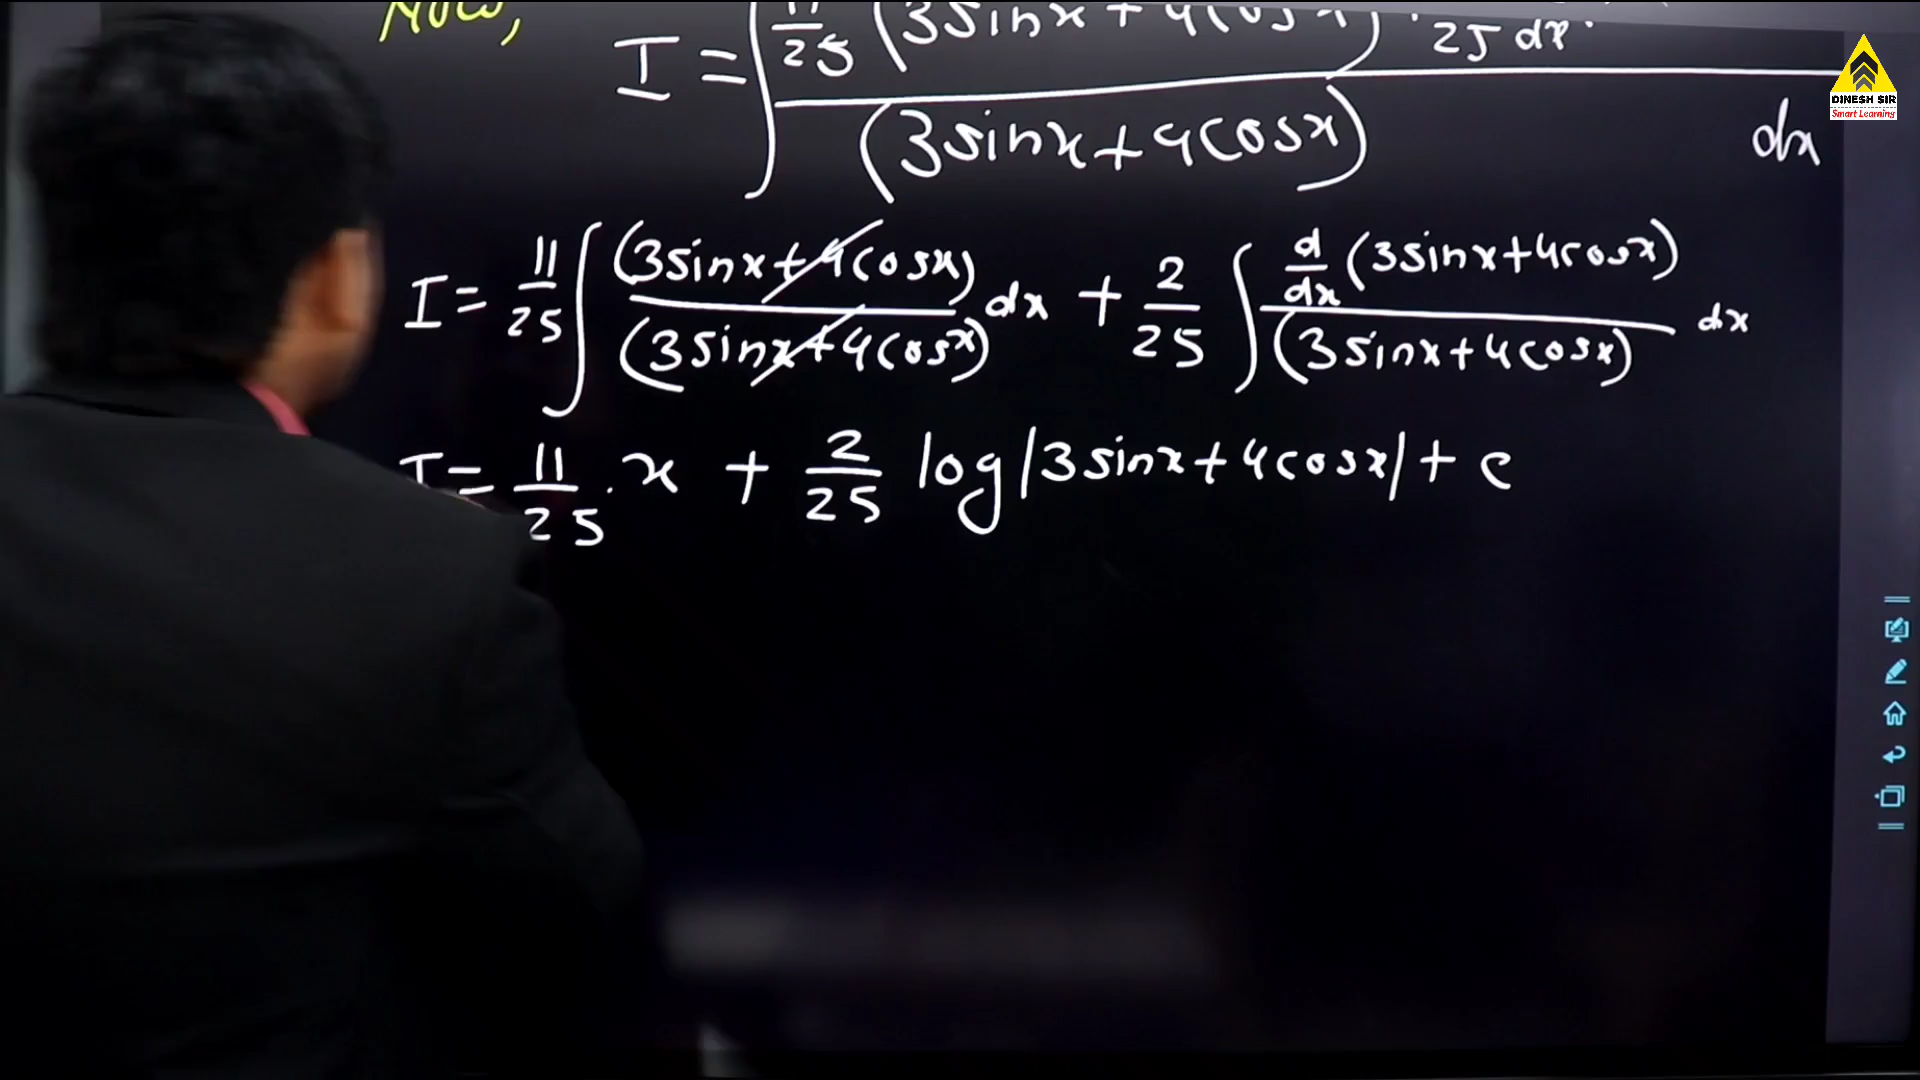 Now,
I = ∫ 11/25 (3sinx + 4cosx) 25 dx
(3sinx + 4cosx) dx
I = 11/25 ∫ (3sinx+4cosx)/(3sinx+4cosx) dx + 2/25 ∫ d/dx (3sinx+4cosx)/(3sinx+4cosx) dx
I = 11/25 . x + 2/25 log|3sinx+4cosx| + c
DINESH SIR
Smart Learning